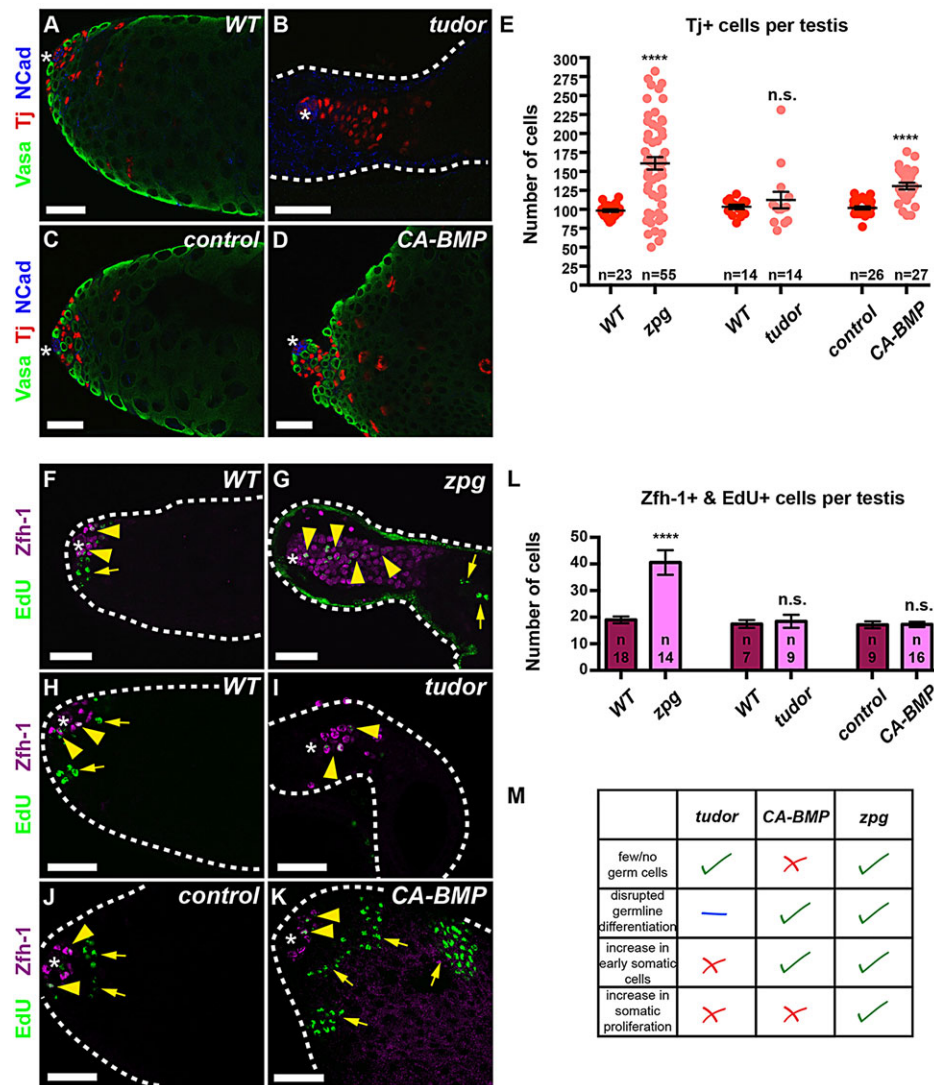 A WT
B tudor
Vasa Tj NCad
C control
D CA-BMP
Vasa Tj NCad
E Tj+ cells per testis
Number of cells
300
275
250
225
200
175
150
125
100
75
50
25
0
****
n.s.
****
n=23 n=55 n=14 n=14 n=26 n=27
WT zpg WT tudor control CA-BMP
F WT
G zpg
EdU Zfh-1
H WT
I tudor
EdU Zfh-1
J control
K CA-BMP
EdU Zfh-1
L
Zfh-1+ & EdU+ cells per testis
Number of cells
50
40
30
20
10
0
****
n.s.
n.s.
n n n n n n
18 14 7 9 9 16
WT zpg WT tudor control CA-BMP
M
tudor CA-BMP zpg
few/no
germ cells
disrupted
germline
differentiation
increase in
early somatic
cells
increase in
somatic
proliferation